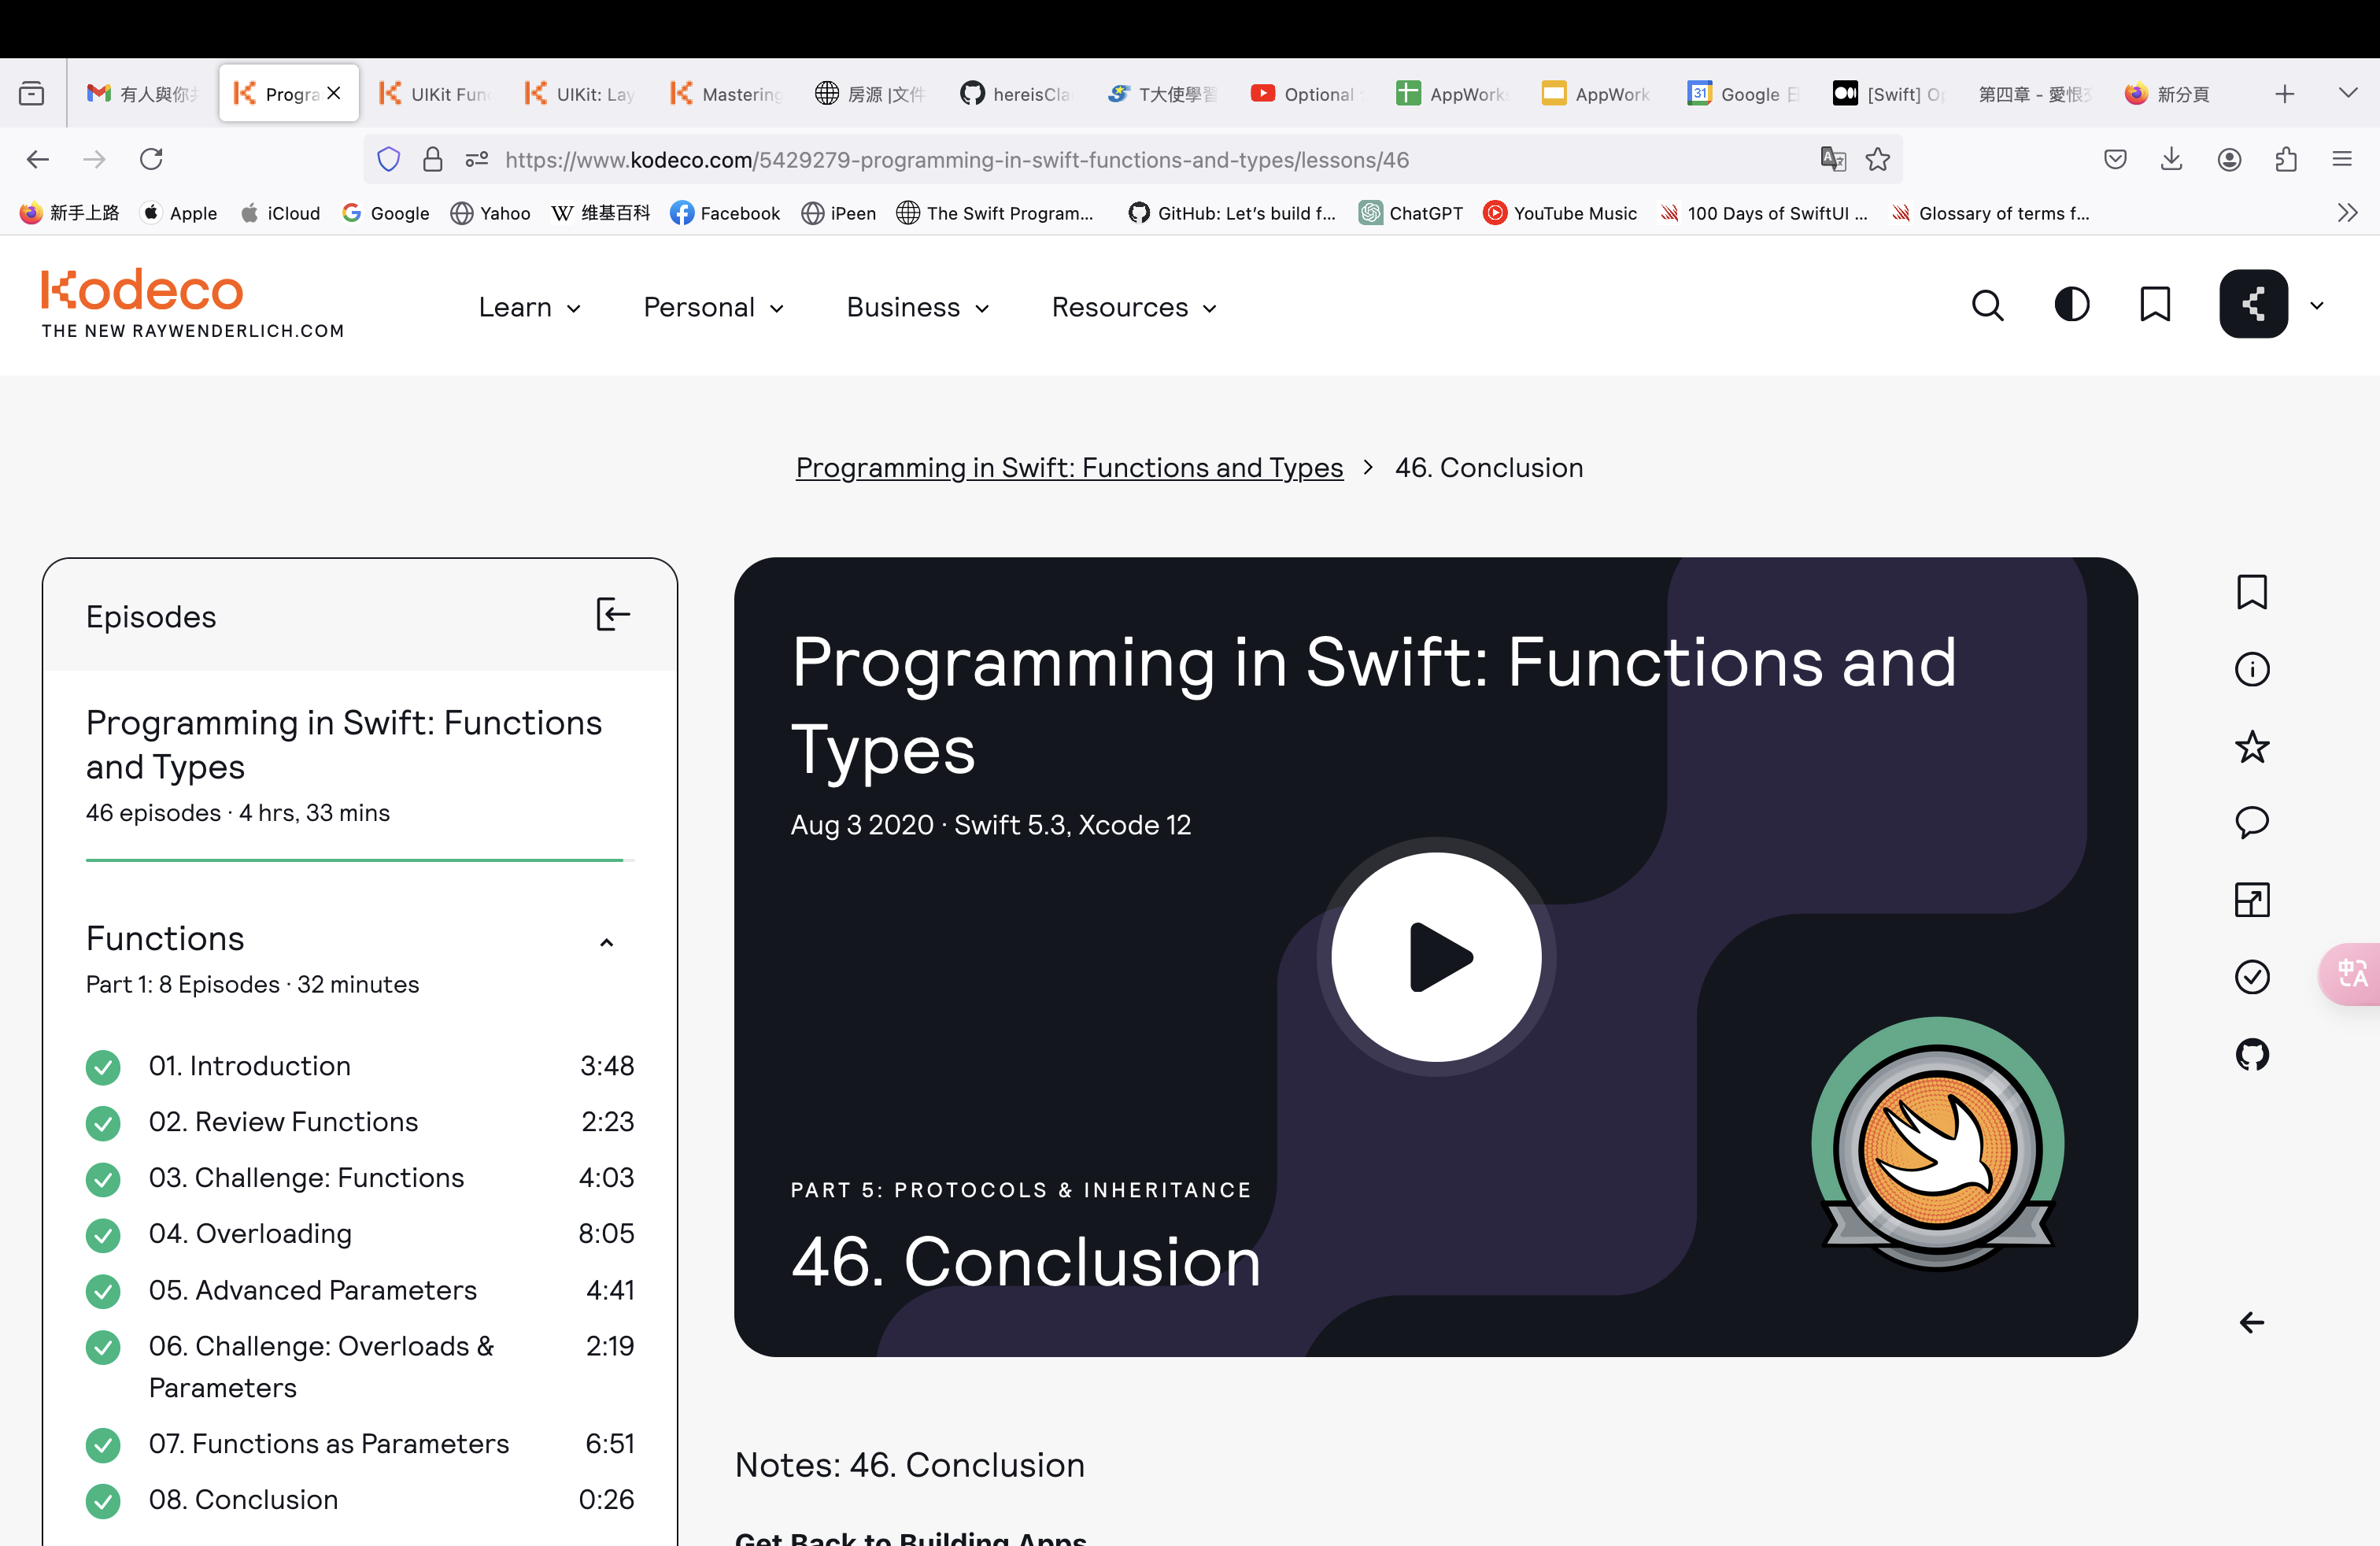 有人與你共
Progra
UIKit Func
UIKit: Lay
Mastering
房源 |文件
hereisCla
T大使學習
Optional
AppWorks
AppWork
Google 日
[Swift] Op
第四章 - 愛恨交
新分頁
https://www.kodeco.com/5429279-programming-in-swift-functions-and-types/lessons/46
新手上路
Apple
iCloud
Google
Yahoo
維基百科
Facebook
iPeen
The Swift Program...
GitHub: Let's build f...
ChatGPT
YouTube Music
100 Days of SwiftUI ...
Glossary of terms f...
Kodeco
THE NEW RAYWENDERLICH.COM
Learn
Personal
Business
Resources
Programming in Swift: Functions and Types > 46. Conclusion
Episodes
Programming in Swift: Functions
and Types
46 episodes · 4 hrs, 33 mins
Functions
Part 1: 8 Episodes · 32 minutes
01. Introduction 3:48
02. Review Functions 2:23
03. Challenge: Functions 4:03
04. Overloading 8:05
05. Advanced Parameters 4:41
06. Challenge: Overloads & 2:19
Parameters
07. Functions as Parameters 6:51
08. Conclusion 0:26
Programming in Swift: Functions and
Types
Aug 3 2020 · Swift 5.3, Xcode 12
PART 5: PROTOCOLS & INHERITANCE
46. Conclusion
Notes: 46. Conclusion
Get Back to Building Apps